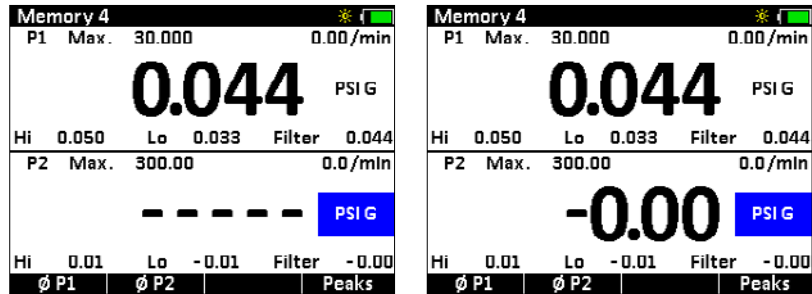 Memory 4
P1 Max. 30.000 0.00/min
0.044 PSI G
Hi 0.050 Lo 0.033 Filter 0.044
P2 Max. 300.00 0.0/min
- - - - - PSI G
Hi 0.01 Lo -0.01 Filter -0.00
ø P1 ø P2 Peaks
Memory 4
P1 Max. 30.000 0.00/min
0.044 PSI G
Hi 0.050 Lo 0.033 Filter 0.044
P2 Max. 300.00 0.0/min
-0.00 PSI G
Hi 0.01 Lo -0.01 Filter -0.00
ø P1 ø P2 Peaks